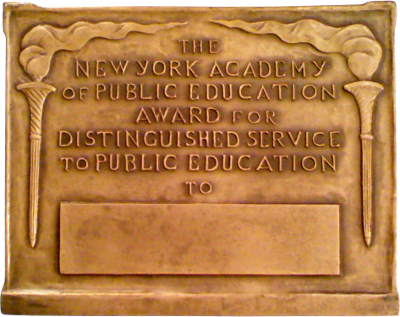 THE
NEW YORK ACADEMY
OF PUBLIC EDUCATION
AWARD FOR
DISTINGUISHED SERVICE
TO PUBLIC EDUCATION
TO